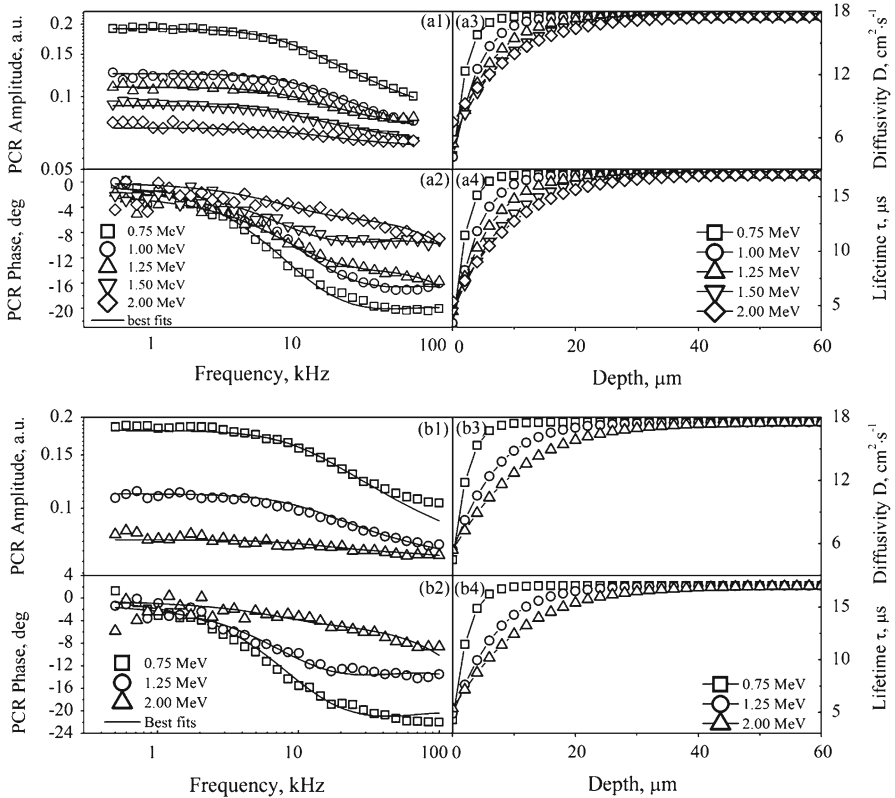 0.2
0.15
0.1
0.05
PCR Amplitude, a.u.
(a1)
(a3)
18
12
6
Diffusivity D, cm²·s⁻¹
0
-4
-8
-12
-16
-20
PCR Phase, deg
(a2)
0.75 MeV
1.00 MeV
1.25 MeV
1.50 MeV
2.00 MeV
best fits
(a4)
0.75 MeV
1.00 MeV
1.25 MeV
1.50 MeV
2.00 MeV
15
10
5
Lifetime τ, μs
1
10
100
Frequency, kHz
0
20
40
60
Depth, μm
0.2
0.15
0.1
4
PCR Amplitude, a.u.
(b1)
(b3)
18
12
6
Diffusivity D, cm²·s⁻¹
0
-4
-8
-12
-16
-20
-24
PCR Phase, deg
(b2)
0.75 MeV
1.25 MeV
2.00 MeV
Best fits
(b4)
0.75 MeV
1.25 MeV
2.00 MeV
15
10
5
Lifetime τ, μs
1
10
100
Frequency, kHz
0
20
40
60
Depth, μm